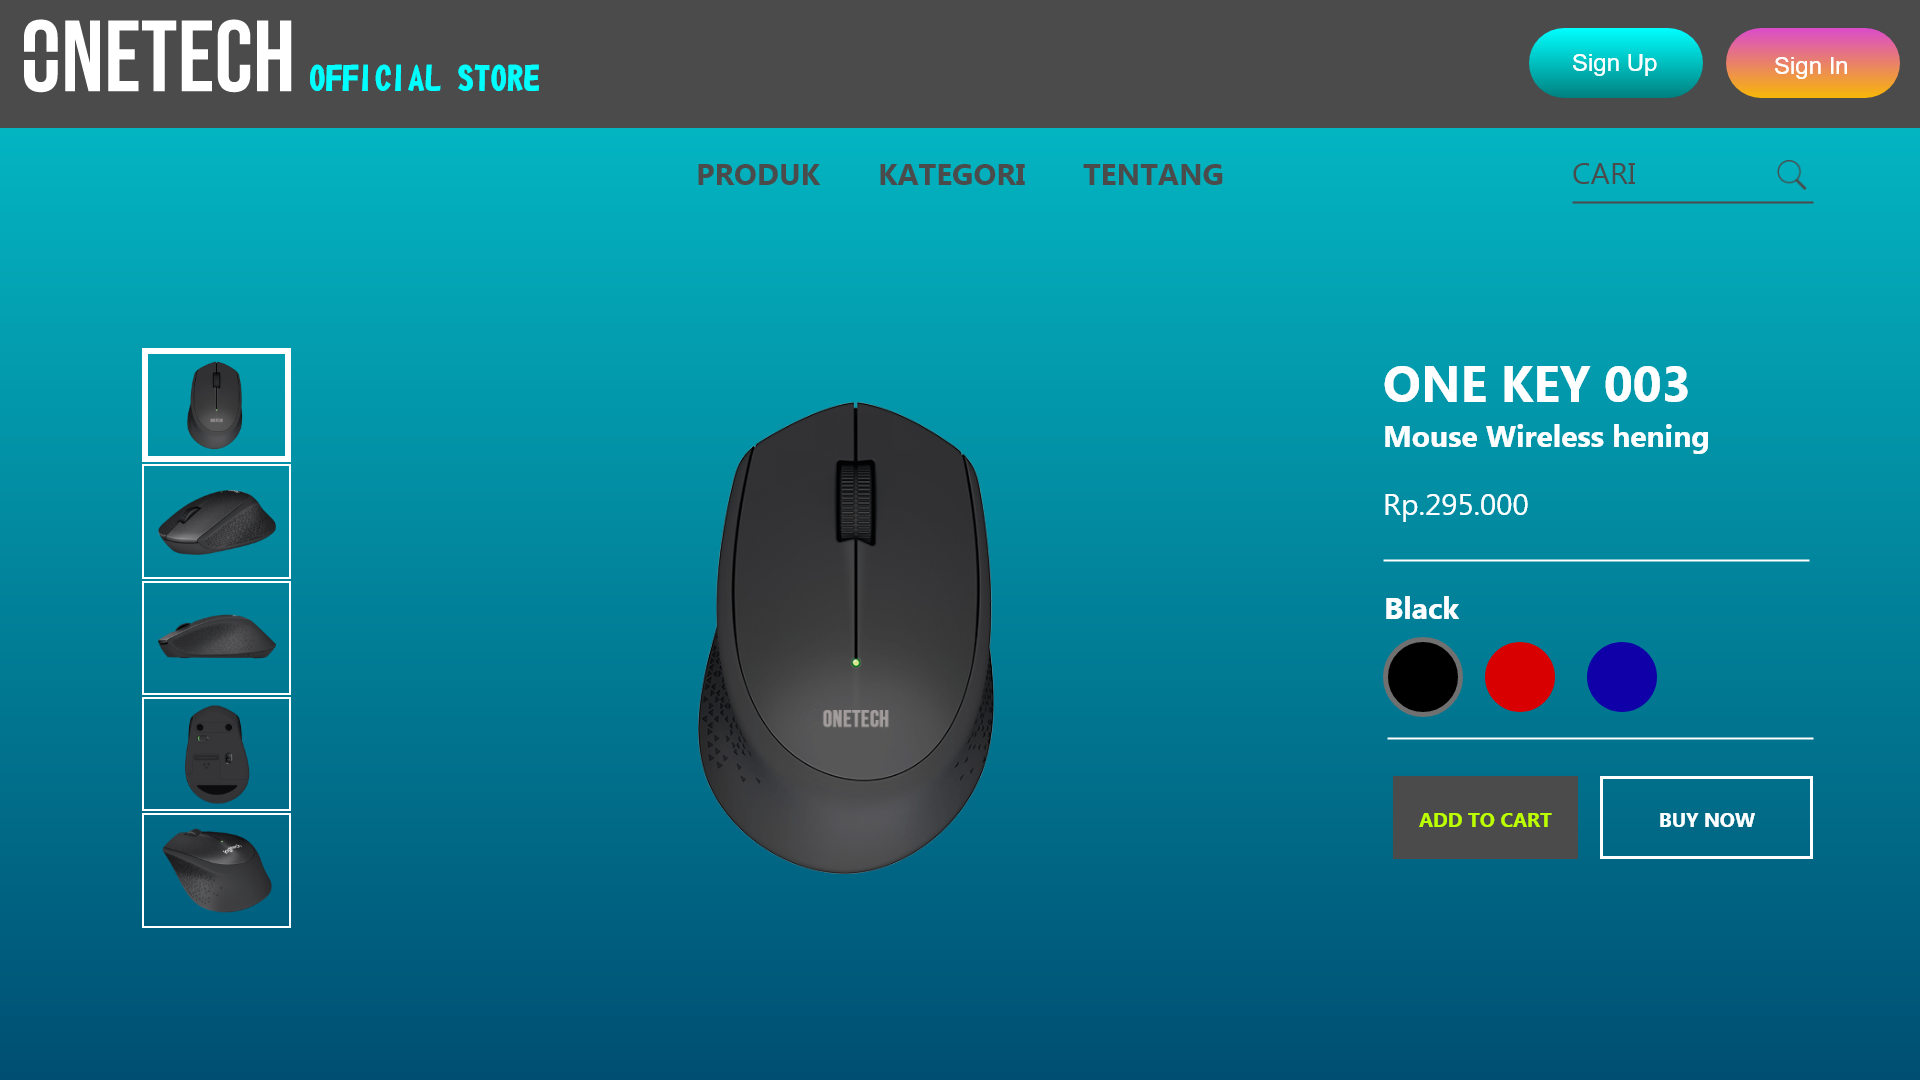 ONETECH OFFICIAL STORE
Sign Up
Sign In
PRODUK
KATEGORI
TENTANG
CARI
ONETECH
ONE KEY 003
Mouse Wireless hening
Rp.295.000
Black
ADD TO CART
BUY NOW